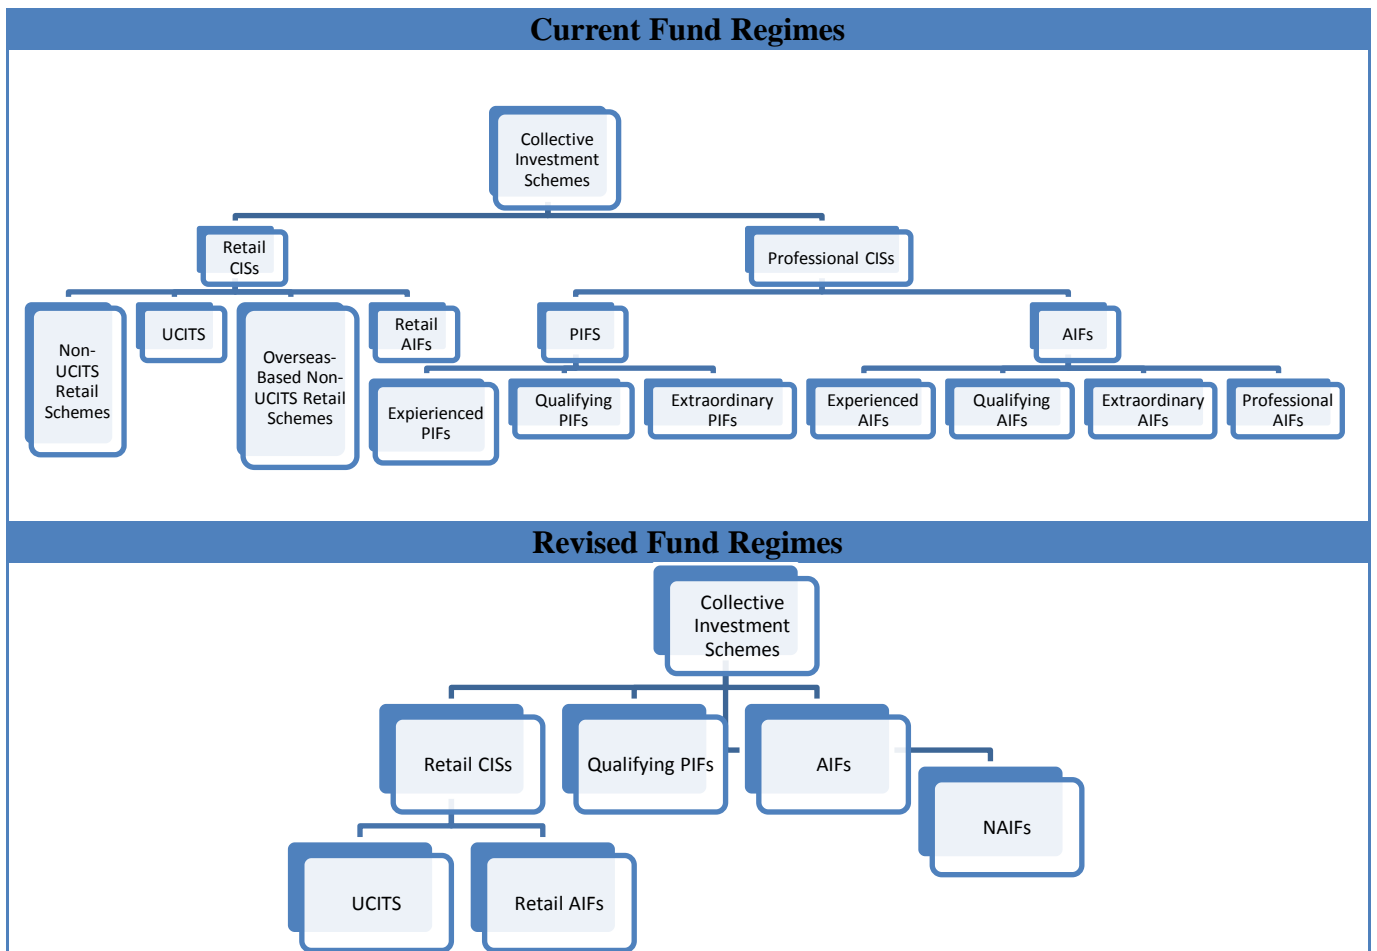 Current Fund Regimes
Collective
Investment
Schemes
Retail
CISs
Professional CISs
Non-
UCITS
Retail
Schemes
UCITS
Overseas-
Based Non-
UCITS Retail
Schemes
Retail
AIFs
PIFS
AIFs
Expierienced
PIFs
Qualifying
PIFs
Extraordinary
PIFs
Experienced
AIFs
Qualifying
AIFs
Extraordinary
AIFs
Professional
AIFs
Revised Fund Regimes
Collective
Investment
Schemes
Retail CISs
Qualifying PIFs
AIFs
NAIFs
UCITS
Retail AIFs